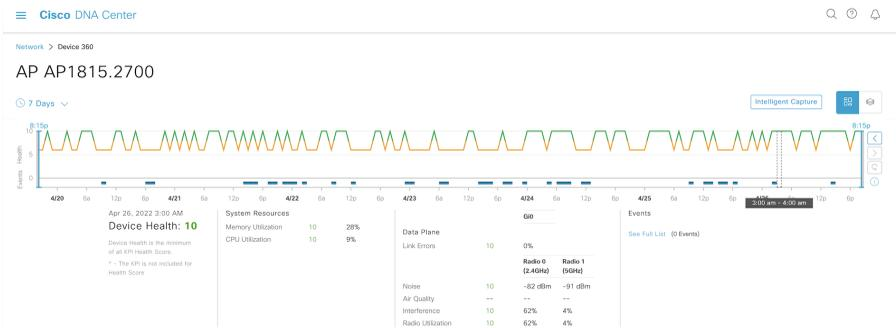 Cisco DNA Center
Network > Device 360
AP AP1815.2700
7 Days
Intelligent Capture
8:15p 8:15p
10
5
0
Health
Events
4/20 6a 12p 6p 4/21 6a 12p 6p 4/22 6a 12p 6p 4/23 6a 12p 6p 4/24 6a 12p 6p 4/25 6a 12p 6p 4/26 6a 12p 6p
3:00 am - 4:00 am
Apr 26, 2022 3:00 AM
Device Health: 10
Device Health is the minimum
of all KPI Health Score.
* - The KPI is not included for
Health Score
System Resources
Memory Utilization 10 28%
CPU Utilization 10 9%
Gi0
Data Plane
Link Errors 10 0%
Radio 0 Radio 1
(2.4GHz) (5GHz)
Noise 10 -82 dBm -91 dBm
Air Quality -- -- --
Interference 10 62% 4%
Radio Utilization 10 62% 4%
Events
See Full List (0 Events)